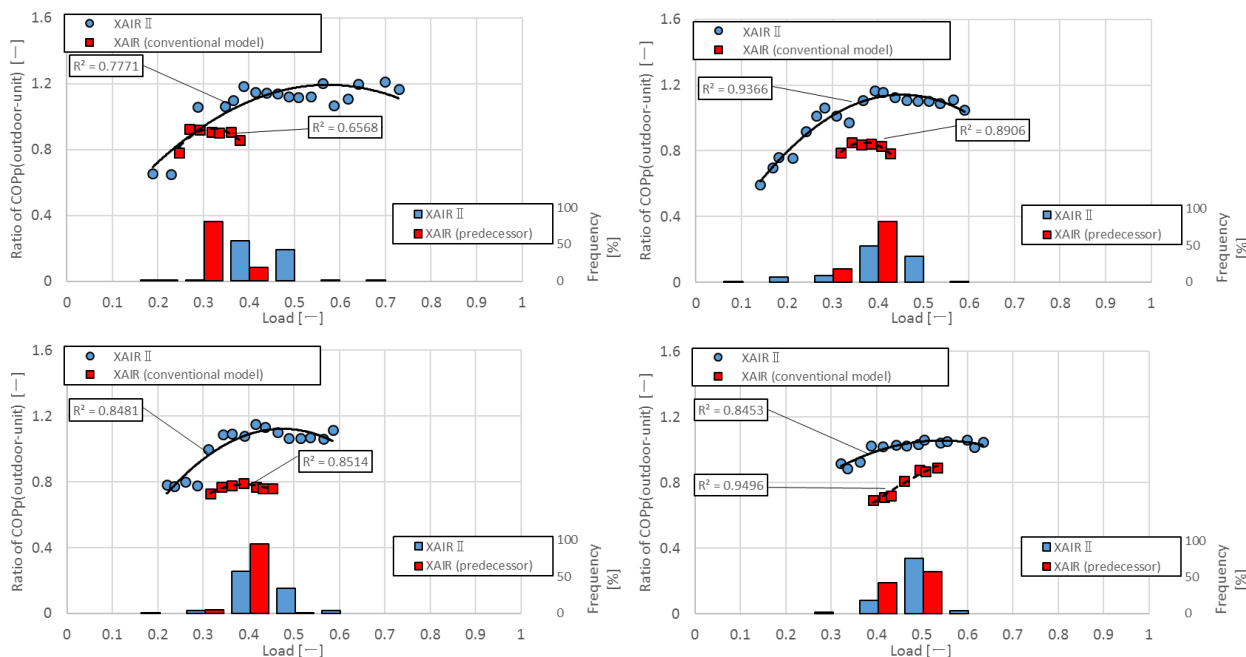 1.6
XAIR Ⅱ
XAIR (conventional model)
R² = 0.7771
1.2
R² = 0.6568
0.8
Ratio of COPp(outdoor-unit) [—]
0.4
XAIR Ⅱ
XAIR (predecessor)
100
50
0
Frequency [%]
0
0 0.1 0.2 0.3 0.4 0.5 0.6 0.7 0.8 0.9 1
Load [—]
1.6
XAIR Ⅱ
XAIR (conventional model)
R² = 0.9366
1.2
R² = 0.8906
0.8
Ratio of COPp(outdoor-unit) [—]
0.4
XAIR Ⅱ
XAIR (predecessor)
100
50
0
Frequency [%]
0
0 0.1 0.2 0.3 0.4 0.5 0.6 0.7 0.8 0.9 1
Load [—]
1.6
XAIR Ⅱ
XAIR (conventional model)
R² = 0.8481
1.2
R² = 0.8514
0.8
Ratio of COPp(outdoor-unit) [—]
0.4
XAIR Ⅱ
XAIR (predecessor)
100
50
0
Frequency [%]
0
0 0.1 0.2 0.3 0.4 0.5 0.6 0.7 0.8 0.9 1
Load [—]
1.6
XAIR Ⅱ
XAIR (conventional model)
R² = 0.8453
1.2
R² = 0.9496
0.8
Ratio of COPp(outdoor-unit) [—]
0.4
XAIR Ⅱ
XAIR (predecessor)
100
50
0
Frequency [%]
0
0 0.1 0.2 0.3 0.4 0.5 0.6 0.7 0.8 0.9 1
Load [—]